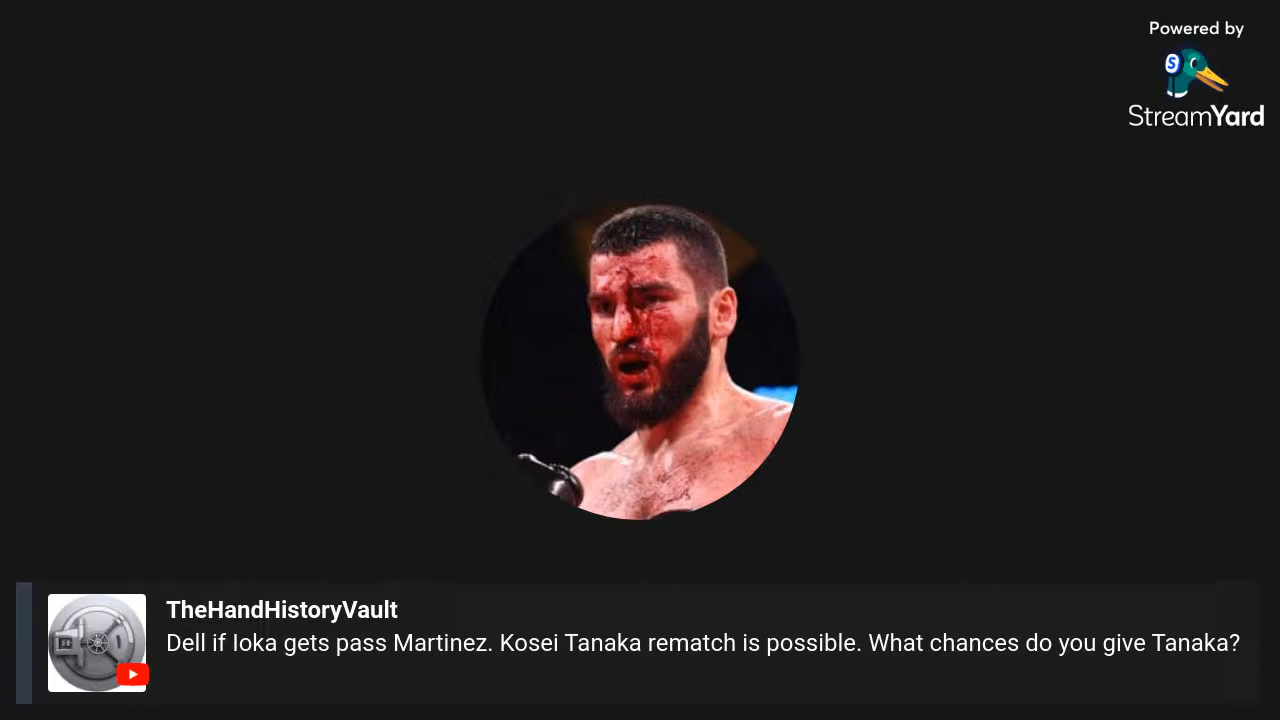 Powered by
S
StreamYard
TheHandHistoryVault
Dell if Ioka gets pass Martinez. Kosei Tanaka rematch is possible. What chances do you give Tanaka?